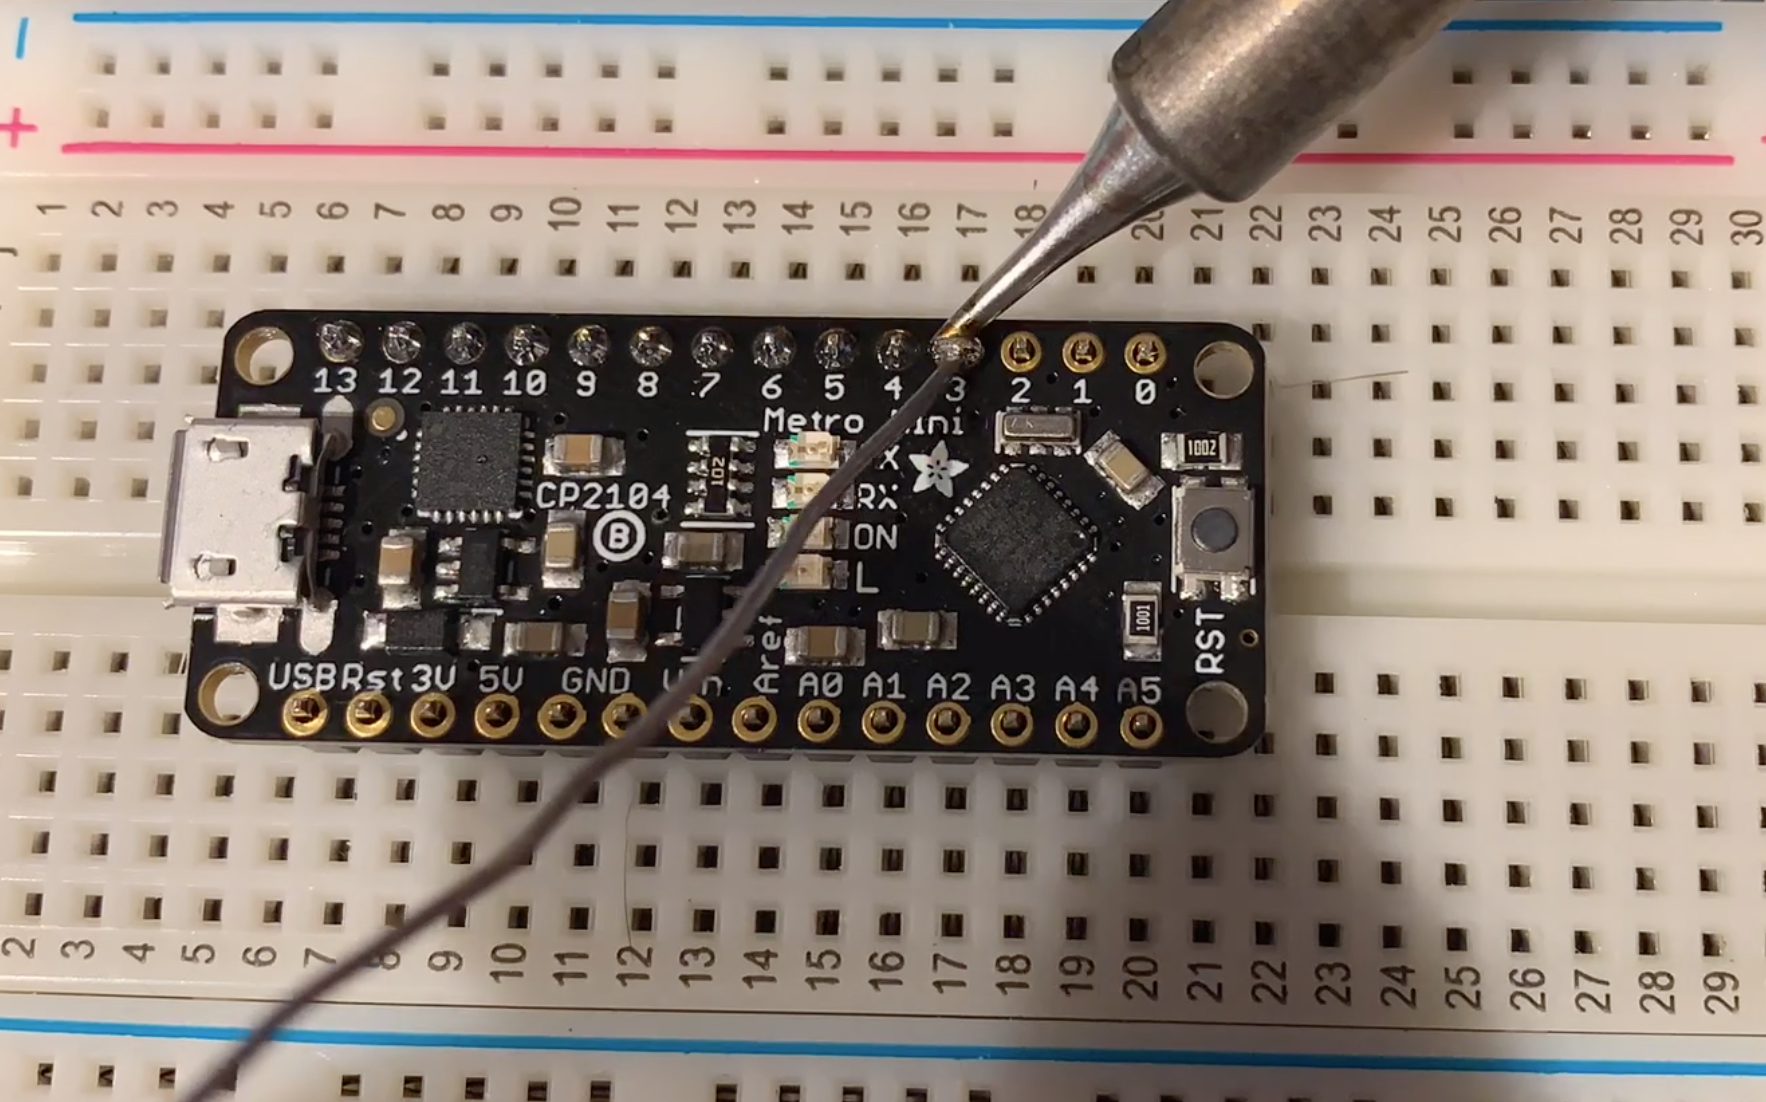 1 2 3 4 5 6 7 8 9 10 11 12 13 14 15 16 17 18 20 21 22 23 24 25 26 27 28 29 30
13 12 11 10 9 8 7 6 5 4 3 2 1 0
Metro Mini
X
RX
ON
L
CP2104
B
102
1002
1001
RST
USB Rst 3V 5V GND Aref A0 A1 A2 A3 A4 A5
2 3 4 5 6 7 8 9 10 11 12 13 14 15 16 17 18 19 20 21 22 23 24 25 26 27 28 29